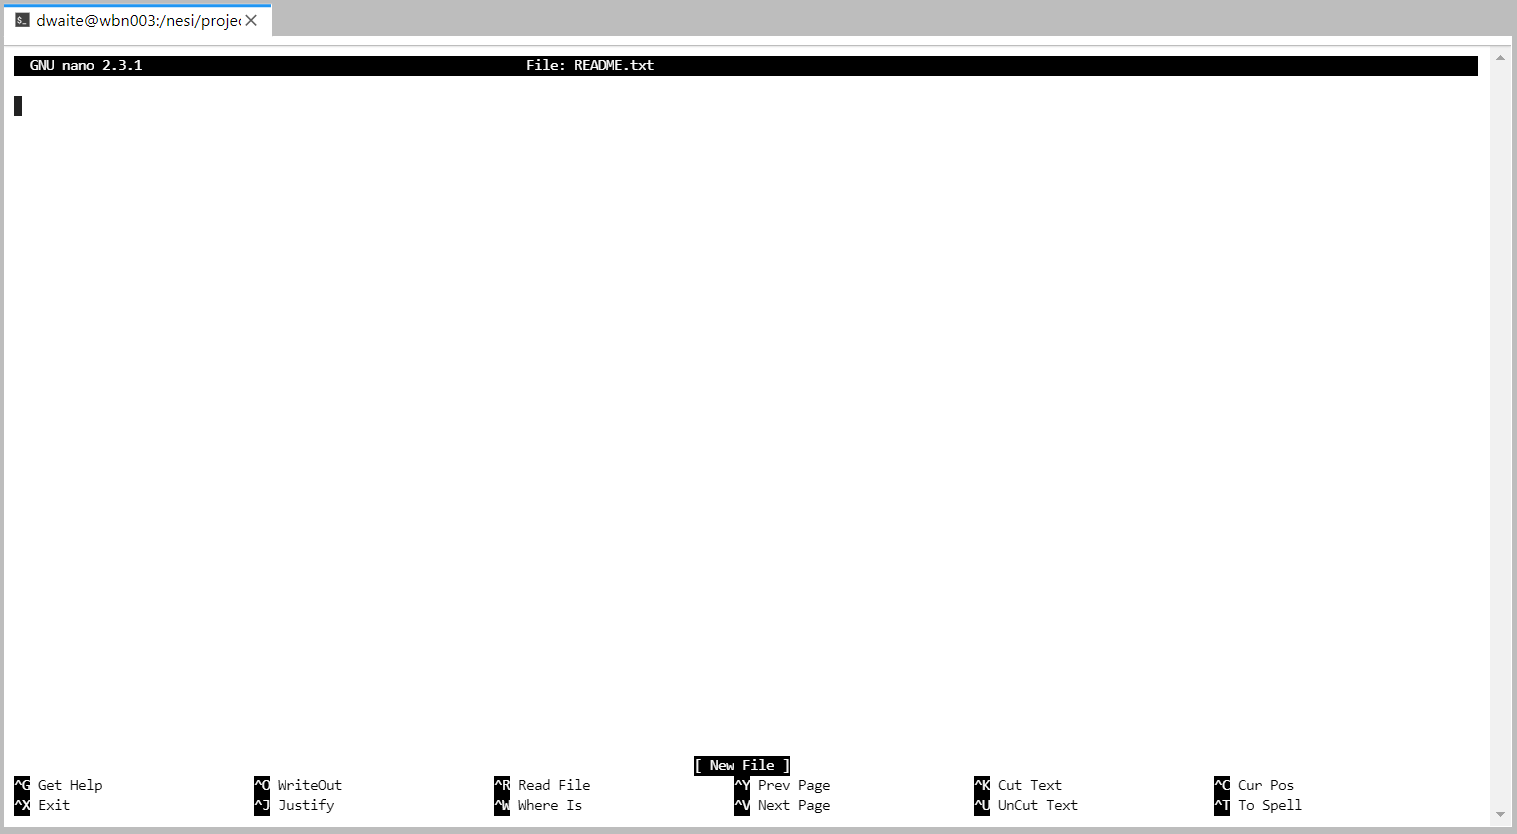 dwaite@wbn003:/nesi/projec
GNU nano 2.3.1 File: README.txt
[ New File ]
^G Get Help ^O WriteOut ^R Read File ^Y Prev Page ^K Cut Text ^C Cur Pos
^X Exit ^J Justify ^W Where Is ^V Next Page ^U UnCut Text ^T To Spell